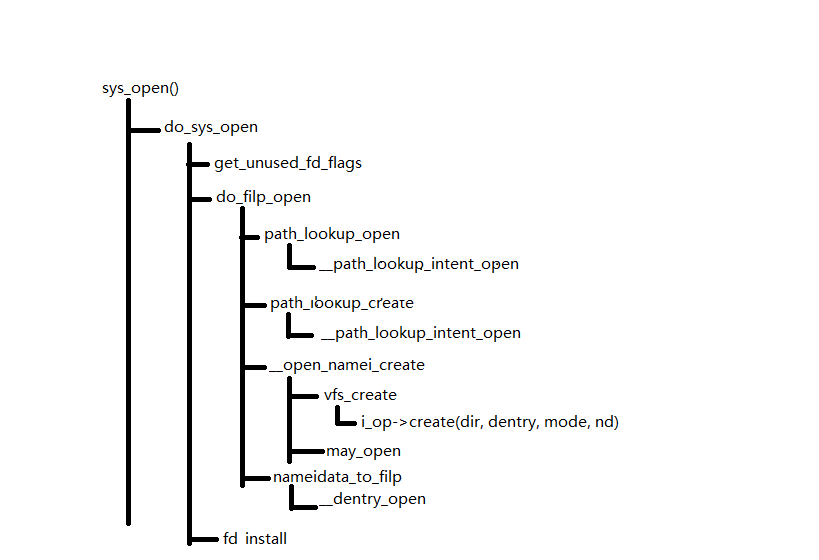 sys_open()
do_sys_open
get_unused_fd_flags
do_filp_open
path_lookup_open
__path_lookup_intent_open
path_lookup_create
__path_lookup_intent_open
__open_namei_create
vfs_create
i_op->create(dir, dentry, mode, nd)
may_open
nameidata_to_filp
__dentry_open
fd_install